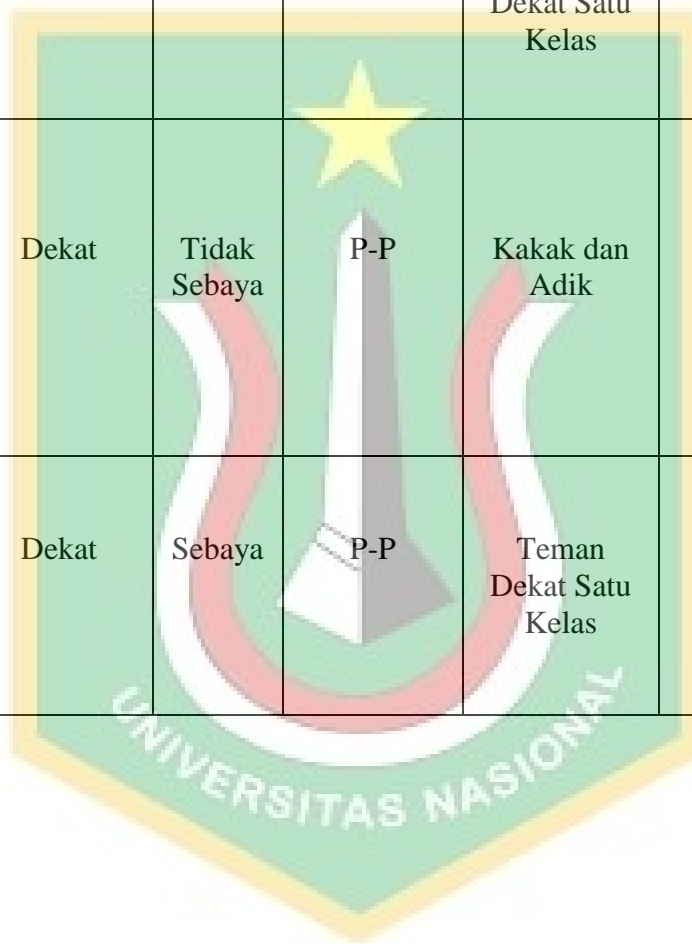 Dekat Satu
Kelas
Dekat
Tidak
Sebaya
P-P
Kakak dan
Adik
Dekat
Sebaya
P-P
Teman
Dekat Satu
Kelas
UNIVERSITAS NASIONAL